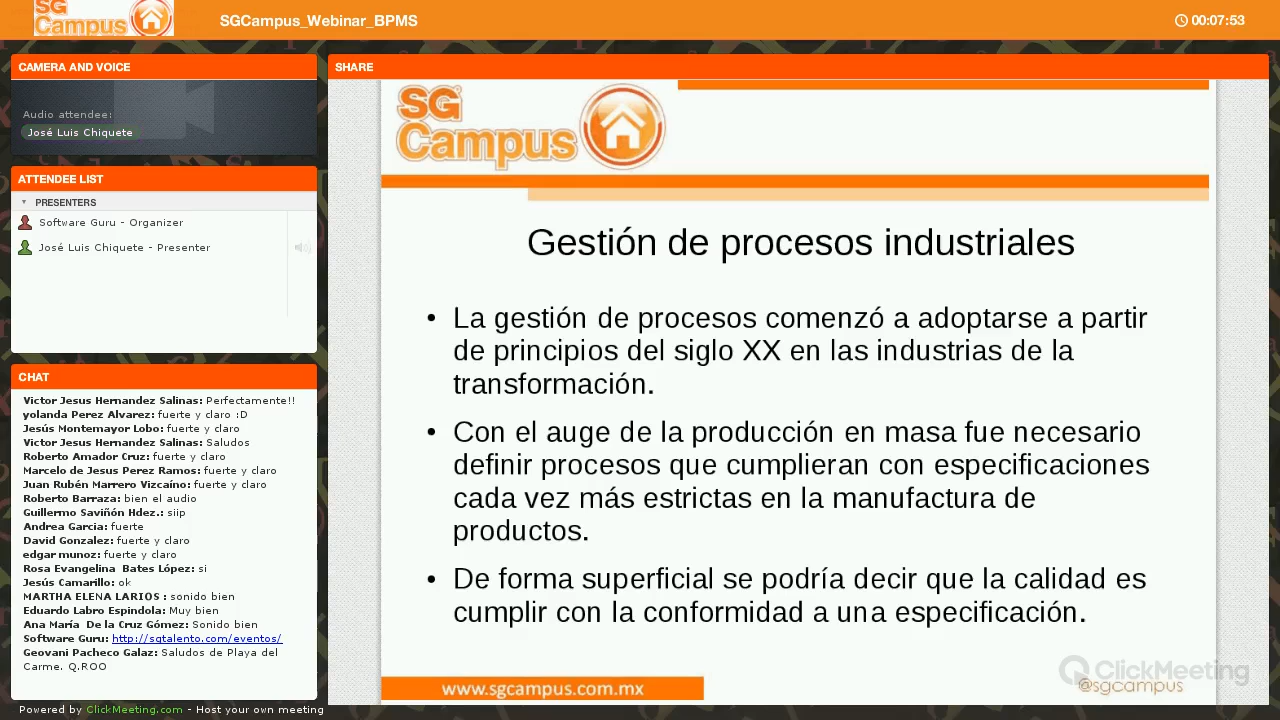 SG Campus
SGCampus_Webinar_BPMS
00:07:53
CAMERA AND VOICE
Audio attendee:
José Luis Chiquete
ATTENDEE LIST
PRESENTERS
Software Guru - Organizer
José Luis Chiquete - Presenter
CHAT
Victor Jesus Hernandez Salinas: Perfectamente!!
yolanda Perez Alvarez: fuerte y claro :D
Jesús Montemayor Lobo: fuerte y claro
Victor Jesus Hernandez Salinas: Saludos
Roberto Amador Cruz: fuerte y claro
Marcelo de Jesus Perez Ramos: fuerte y claro
Juan Rubén Marrero Vizcaíno: fuerte y claro
Roberto Barraza: bien el audio
Guillermo Saviñón Hdez.: siip
Andrea Garcia: fuerte
David Gonzalez: fuerte y claro
edgar munoz: fuerte y claro
Rosa Evangelina Bates López: si
Jesús Camarillo: ok
MARTHA ELENA LARIOS : sonido bien
Eduardo Labro Espindola: Muy bien
Ana María De la Cruz Gómez: Sonido bien
Software Guru: http://sgtalento.com/eventos/
Geovani Pacheco Galaz: Saludos de Playa del
Carme. Q.ROO
Powered by ClickMeeting.com - Host your own meeting
SHARE
SG
Campus
Gestión de procesos industriales
• La gestión de procesos comenzó a adoptarse a partir
de principios del siglo XX en las industrias de la
transformación.
• Con el auge de la producción en masa fue necesario
definir procesos que cumplieran con especificaciones
cada vez más estrictas en la manufactura de
productos.
• De forma superficial se podría decir que la calidad es
cumplir con la conformidad a una especificación.
www.sgcampus.com.mx
ClickMeeting
@sgcampus